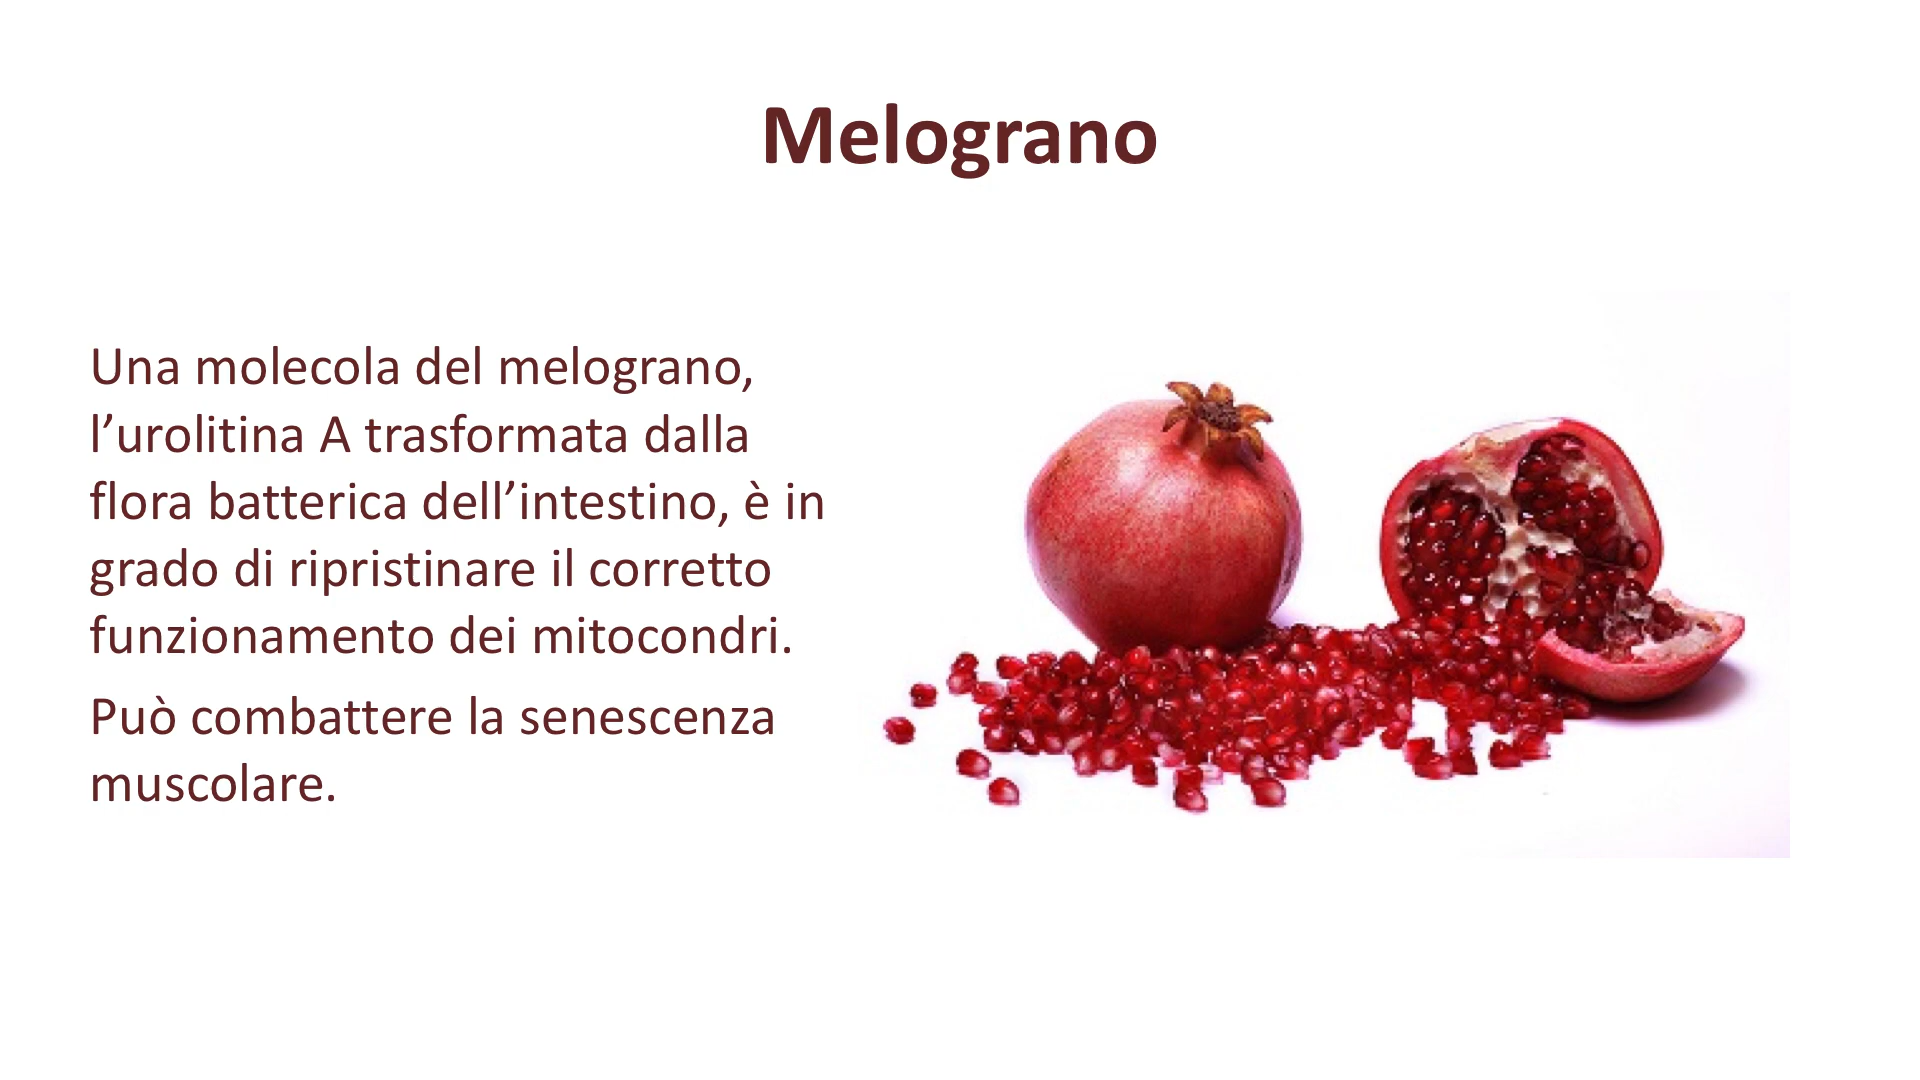 Melograno
Una molecola del melograno,
l’urolitina A trasformata dalla
flora batterica dell’intestino, è in
grado di ripristinare il corretto
funzionamento dei mitocondri.
Può combattere la senescenza
muscolare.